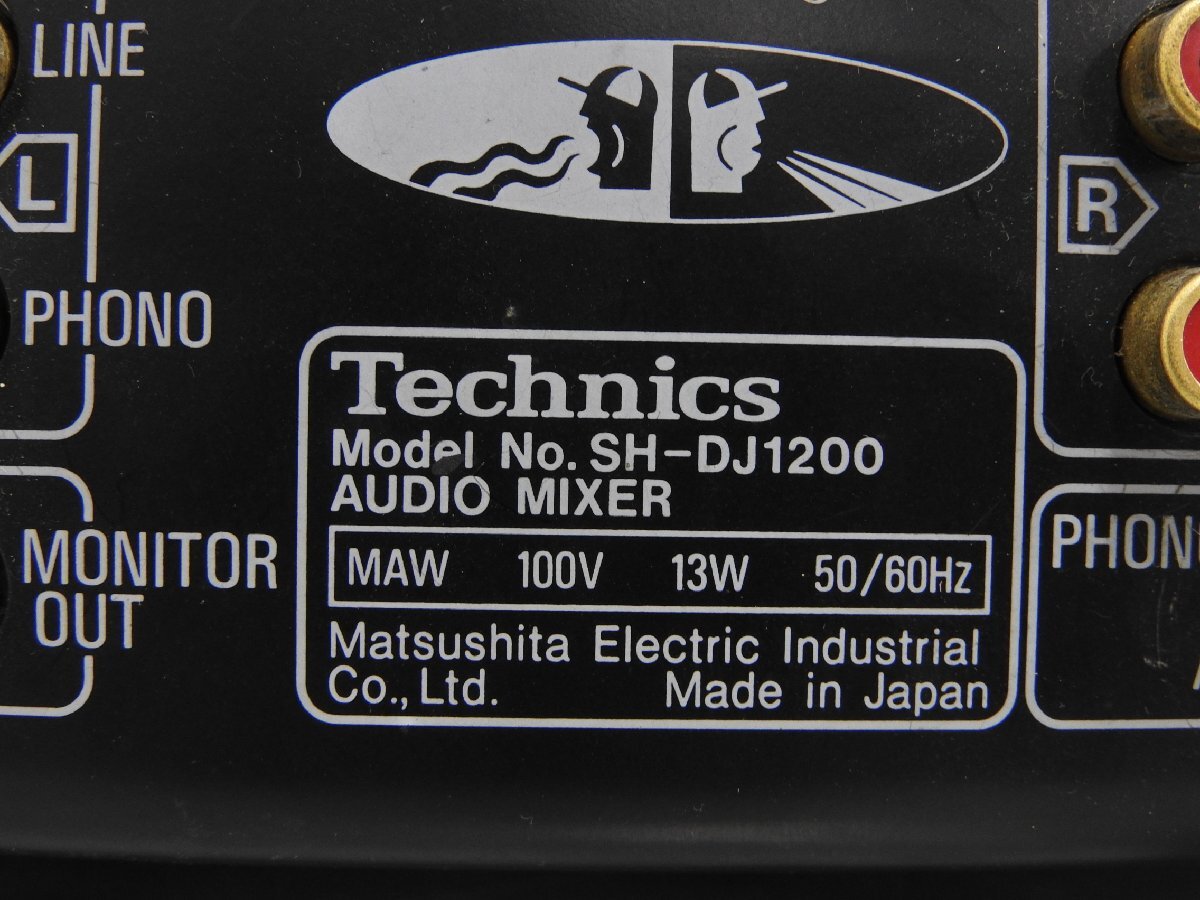 LINE
L
R
PHONO
Technics
Model No. SH-DJ1200
AUDIO MIXER
MAW 100V 13W 50/60Hz
Matsushita Electric Industrial
Co., Ltd. Made in Japan
MONITOR
OUT
PHON